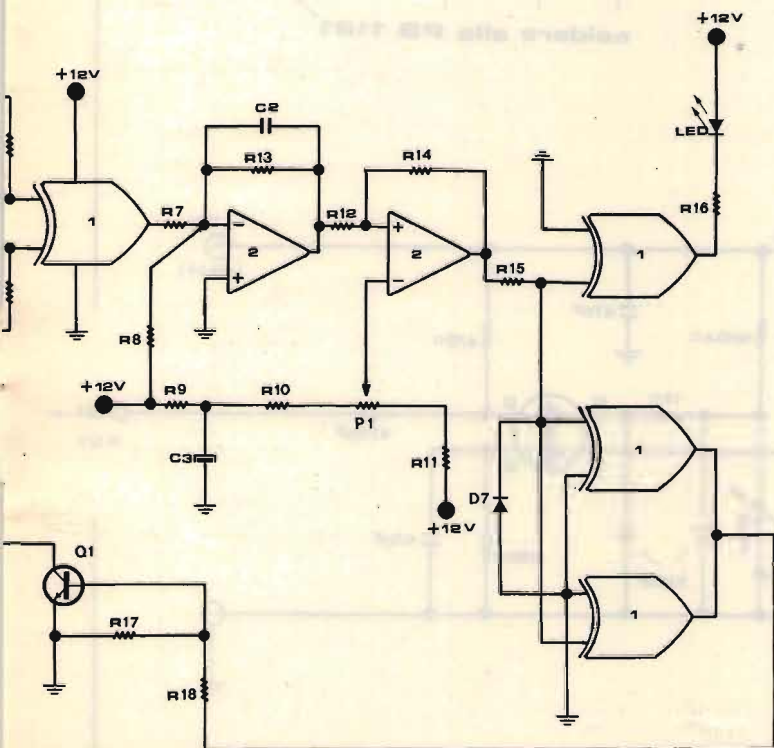 +12V
+12V
C2
LED
R13
R14
R7
1
R12
R16
-
+
2
2
1
+
-
R15
R8
+12V
R9
R10
P1
C3
R11
1
D7
+12V
Q1
1
R17
R18